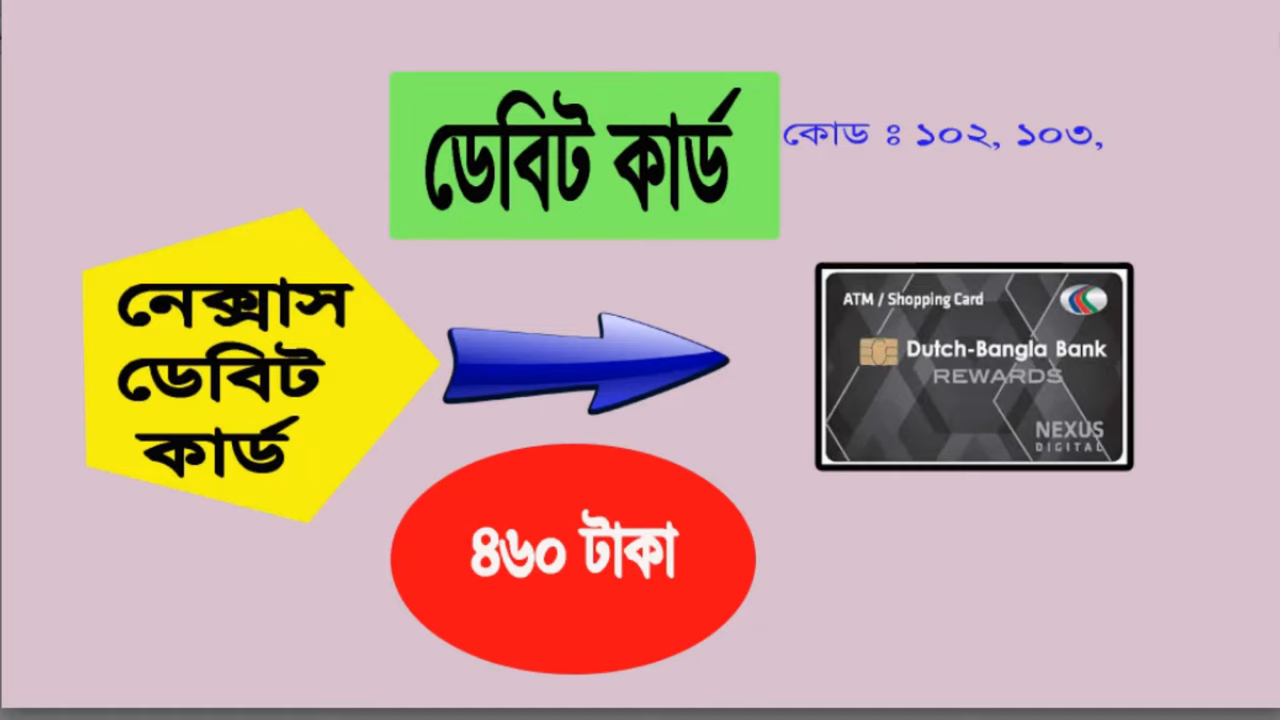 ডেবিট কার্ড
কোড ঃ ১০২, ১০৩,
নেক্সাস
ডেবিট
কার্ড
ATM / Shopping Card
Dutch-Bangla Bank
REWARDS
NEXUS
DIGITAL
৪৬০ টাকা